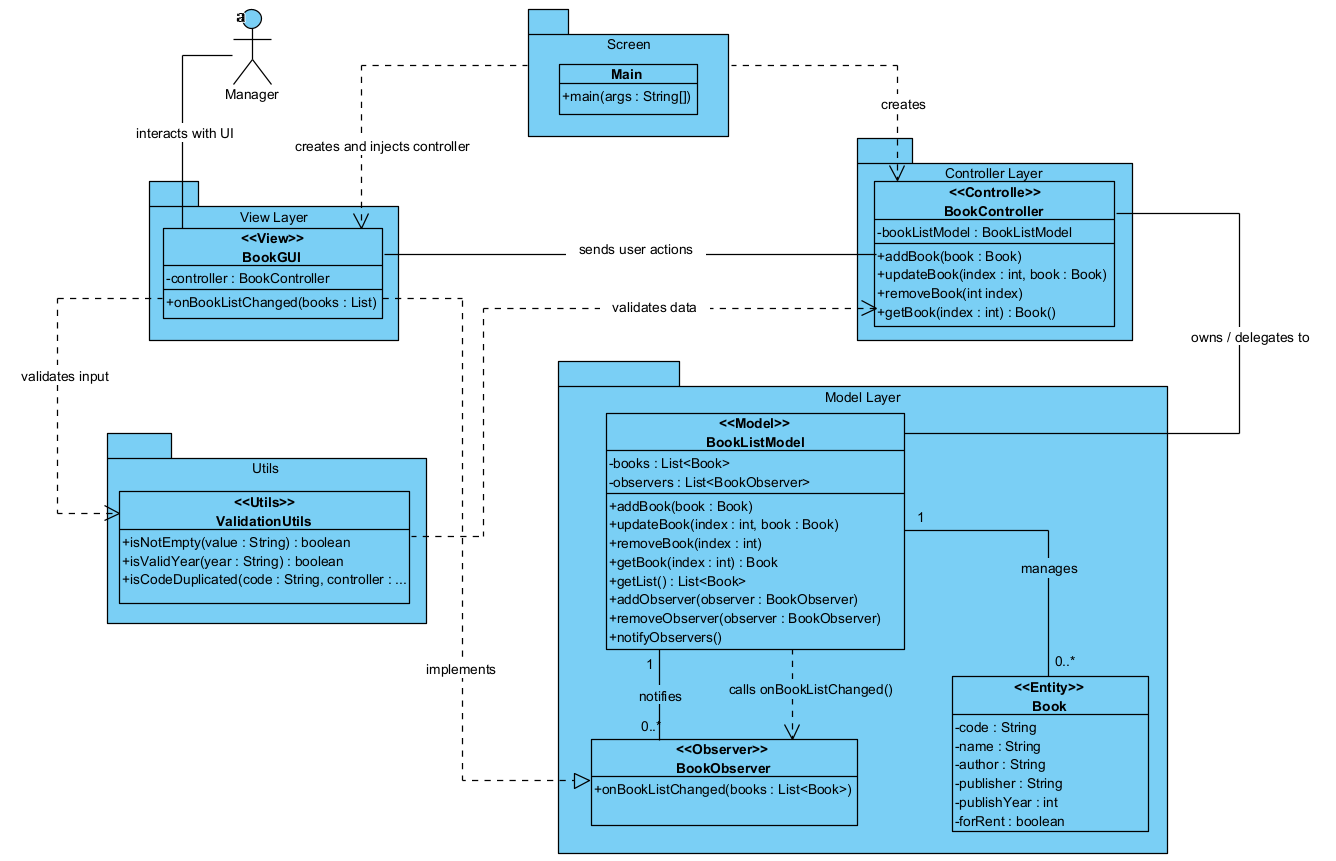 a
Manager
interacts with UI
Screen
Main
+main(args : String[])
creates and injects controller
creates
View Layer
<<View>>
BookGUI
-controller : BookController
+onBookListChanged(books : List)
sends user actions
Controller Layer
<<Controlle>>
BookController
-bookListModel : BookListModel
+addBook(book : Book)
+updateBook(index : int, book : Book)
+removeBook(int index)
+getBook(index : int) : Book()
validates data
owns / delegates to
validates input
Utils
<<Utils>>
ValidationUtils
+isNotEmpty(value : String) : boolean
+isValidYear(year : String) : boolean
+isCodeDuplicated(code : String, controller : ...
implements
Model Layer
<<Model>>
BookListModel
-books : List<Book>
-observers : List<BookObserver>
+addBook(book : Book)
+updateBook(index : int, book : Book)
+removeBook(index : int)
+getBook(index : int) : Book
+getList() : List<Book>
+addObserver(observer : BookObserver)
+removeObserver(observer : BookObserver)
+notifyObservers()
1
manages
0..*
1
notifies
0..*
calls onBookListChanged()
<<Observer>>
BookObserver
+onBookListChanged(books : List<Book>)
<<Entity>>
Book
-code : String
-name : String
-author : String
-publisher : String
-publishYear : int
-forRent : boolean